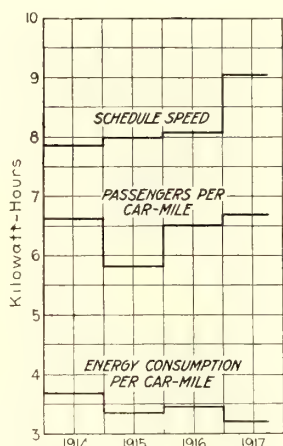 10
9
SCHEDULE SPEED
8
7
PASSENGERS PER
CAR-MILE
6
Kilowatt-Hours
5
ENERGY CONSUMPTION
PER CAR-MILE
4
3
1914 1915 1916 1917